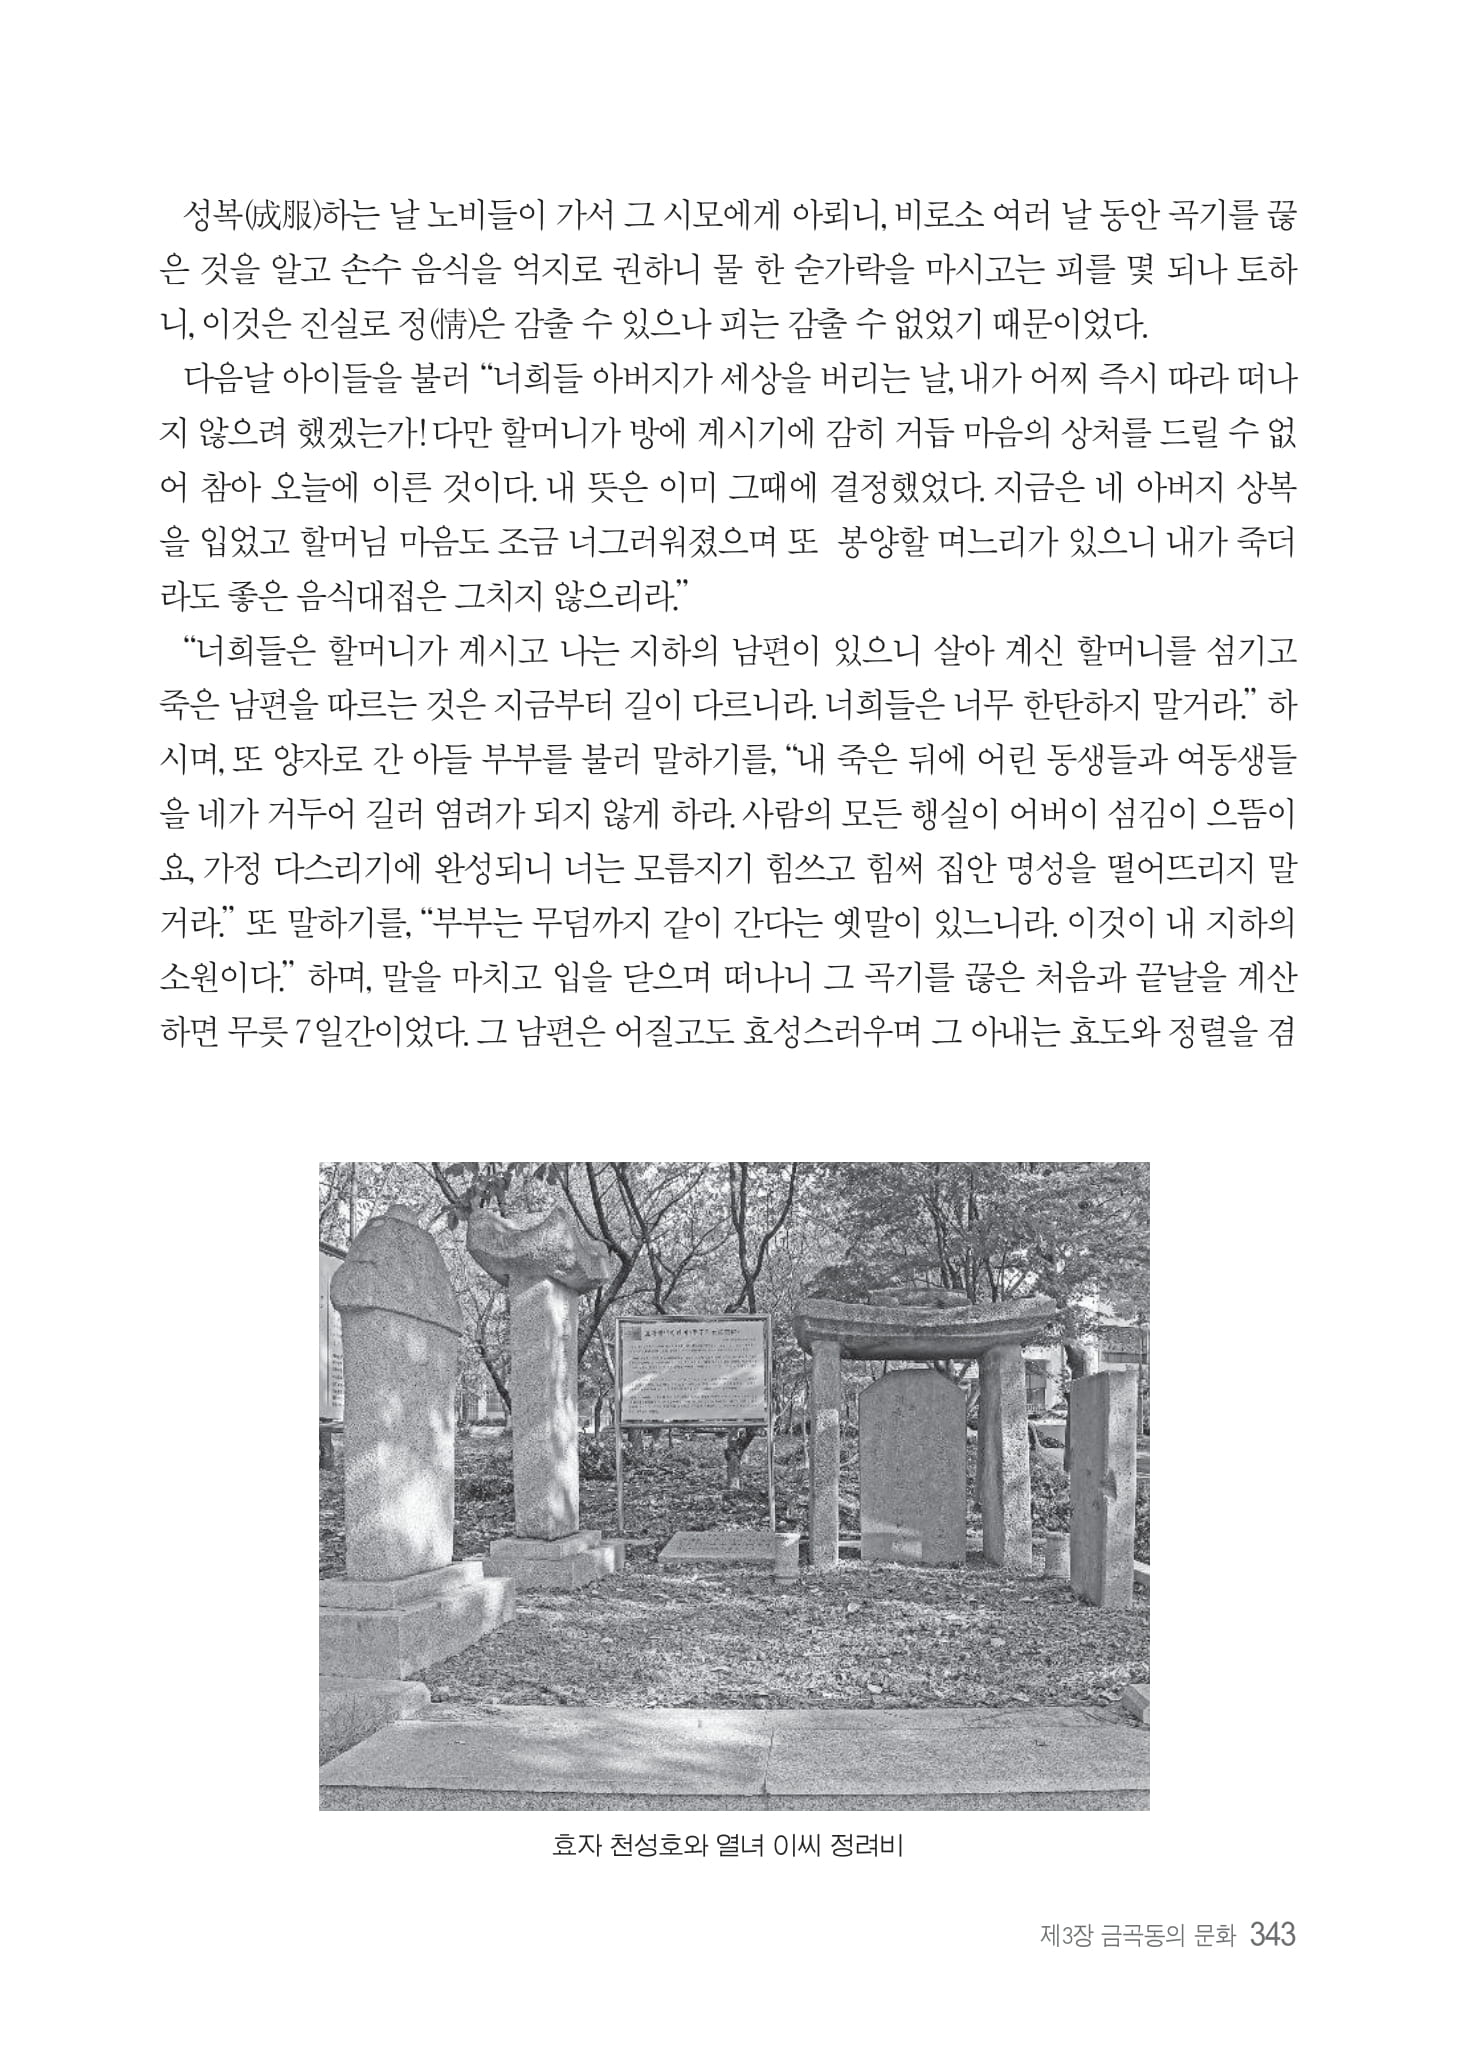 성복(成服)하는 날 노비들이 가서 그 시모에게 아뢰니, 비로소 여러 날 동안 곡기를 끊
은 것을 알고 손수 음식을 억지로 권하니 물 한 숟가락을 마시고는 피를 몇 되나 토하
니, 이것은 진실로 정(情)은 감출 수 있으나 피는 감출 수 없었기 때문이었다.
다음날 아이들을 불러 “너희들 아버지가 세상을 버리는 날, 내가 어찌 즉시 따라 떠나
지 않으려 했겠는가! 다만 할머니가 방에 계시기에 감히 거듭 마음의 상처를 드릴 수 없
어 참아 오늘에 이른 것이다. 내 뜻은 이미 그때에 결정했었다. 지금은 네 아버지 상복
을 입었고 할머님 마음도 조금 너그러워졌으며 또 봉양할 며느리가 있으니 내가 죽더
라도 좋은 음식대접은 그치지 않으리라.”
“너희들은 할머니가 계시고 나는 지하의 남편이 있으니 살아 계신 할머니를 섬기고
죽은 남편을 따르는 것은 지금부터 길이 다르니라. 너희들은 너무 한탄하지 말거라.” 하
시며, 또 양자로 간 아들 부부를 불러 말하기를, “내 죽은 뒤에 어린 동생들과 여동생들
을 네가 거두어 길러 염려가 되지 않게 하라. 사람의 모든 행실이 어버이 섬김이 으뜸이
요, 가정 다스리기에 완성되니 너는 모름지기 힘쓰고 힘써 집안 명성을 떨어뜨리지 말
거라.” 또 말하기를, “부부는 무덤까지 같이 간다는 옛말이 있느니라. 이것이 내 지하의
소원이다.” 하며, 말을 마치고 입을 닫으며 떠나니 그 곡기를 끊은 처음과 끝날을 계산
하면 무릇 7일간이었다. 그 남편은 어질고도 효성스러우며 그 아내는 효도와 정렬을 겸
효자 천성호와 열녀 이씨 정려비
제3장 금곡동의 문화 343